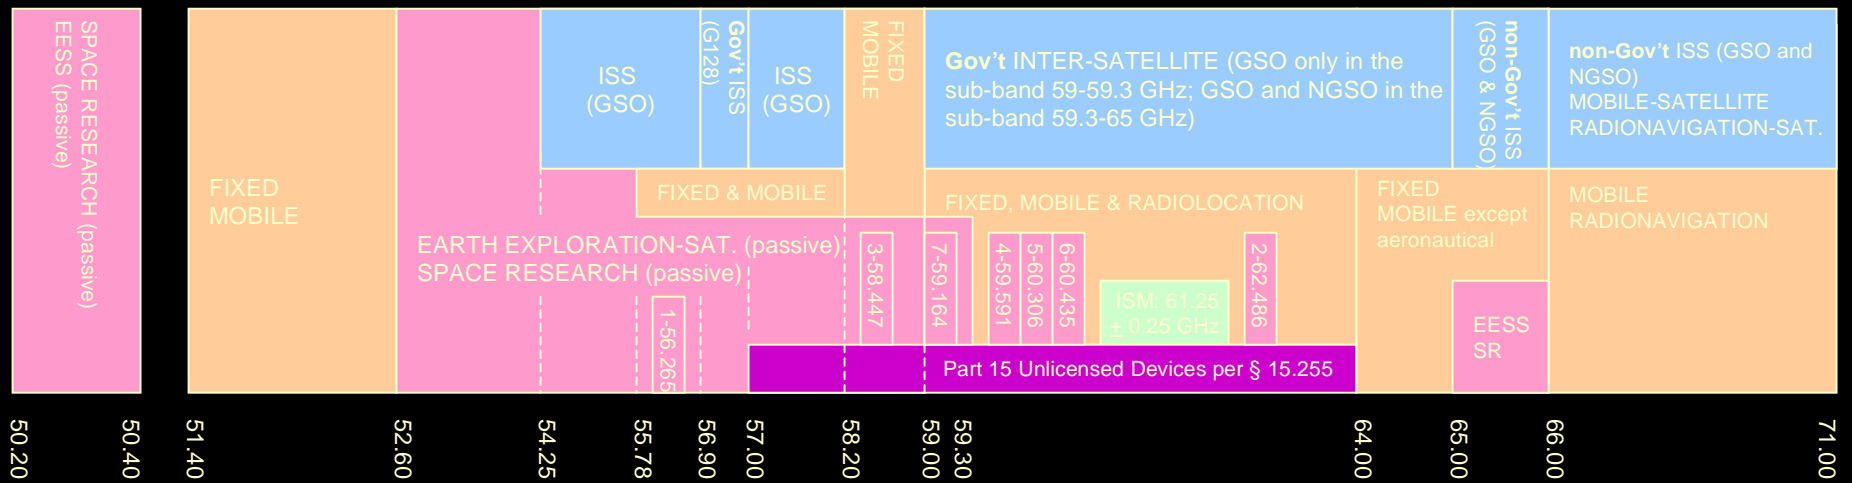 SPACE RESEARCH (passive)
EESS (passive)
FIXED
MOBILE
ISS
(GSO)
Gov't ISS
(G128)
ISS
(GSO)
FIXED
MOBILE
Gov't INTER-SATELLITE (GSO only in the
sub-band 59-59.3 GHz; GSO and NGSO in the
sub-band 59.3-65 GHz)
non-Gov't ISS
(GSO & NGSO)
non-Gov't ISS (GSO and
NGSO)
MOBILE-SATELLITE
RADIONAVIGATION-SAT.
FIXED & MOBILE
FIXED, MOBILE & RADIOLOCATION
FIXED
MOBILE except
aeronautical
MOBILE
RADIONAVIGATION
EARTH EXPLORATION-SAT. (passive)
SPACE RESEARCH (passive)
1-56.265
3-58.447
7-59.164
4-59.591
5-60.306
6-60.435
ISM: 61.25
± 0.25 GHz
2-62.486
EESS
SR
Part 15 Unlicensed Devices per § 15.255
50.20
50.40
51.40
52.60
54.25
55.78
56.90
57.00
58.20
59.00
59.30
64.00
65.00
66.00
71.00